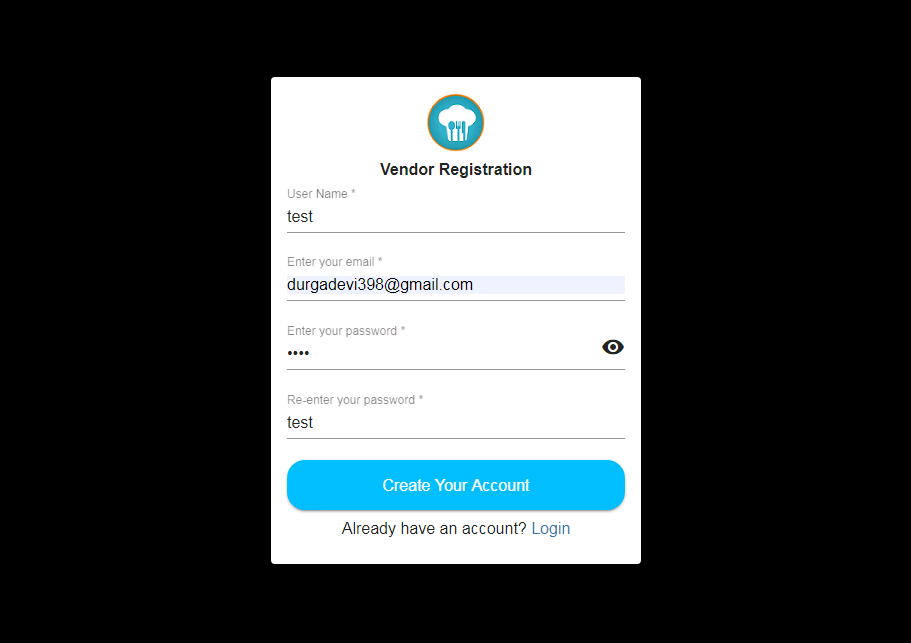 Vendor Registration
User Name *
test
Enter your email *
durgadevi398@gmail.com
Enter your password *
••••
Re-enter your password *
test
Create Your Account
Already have an account? Login